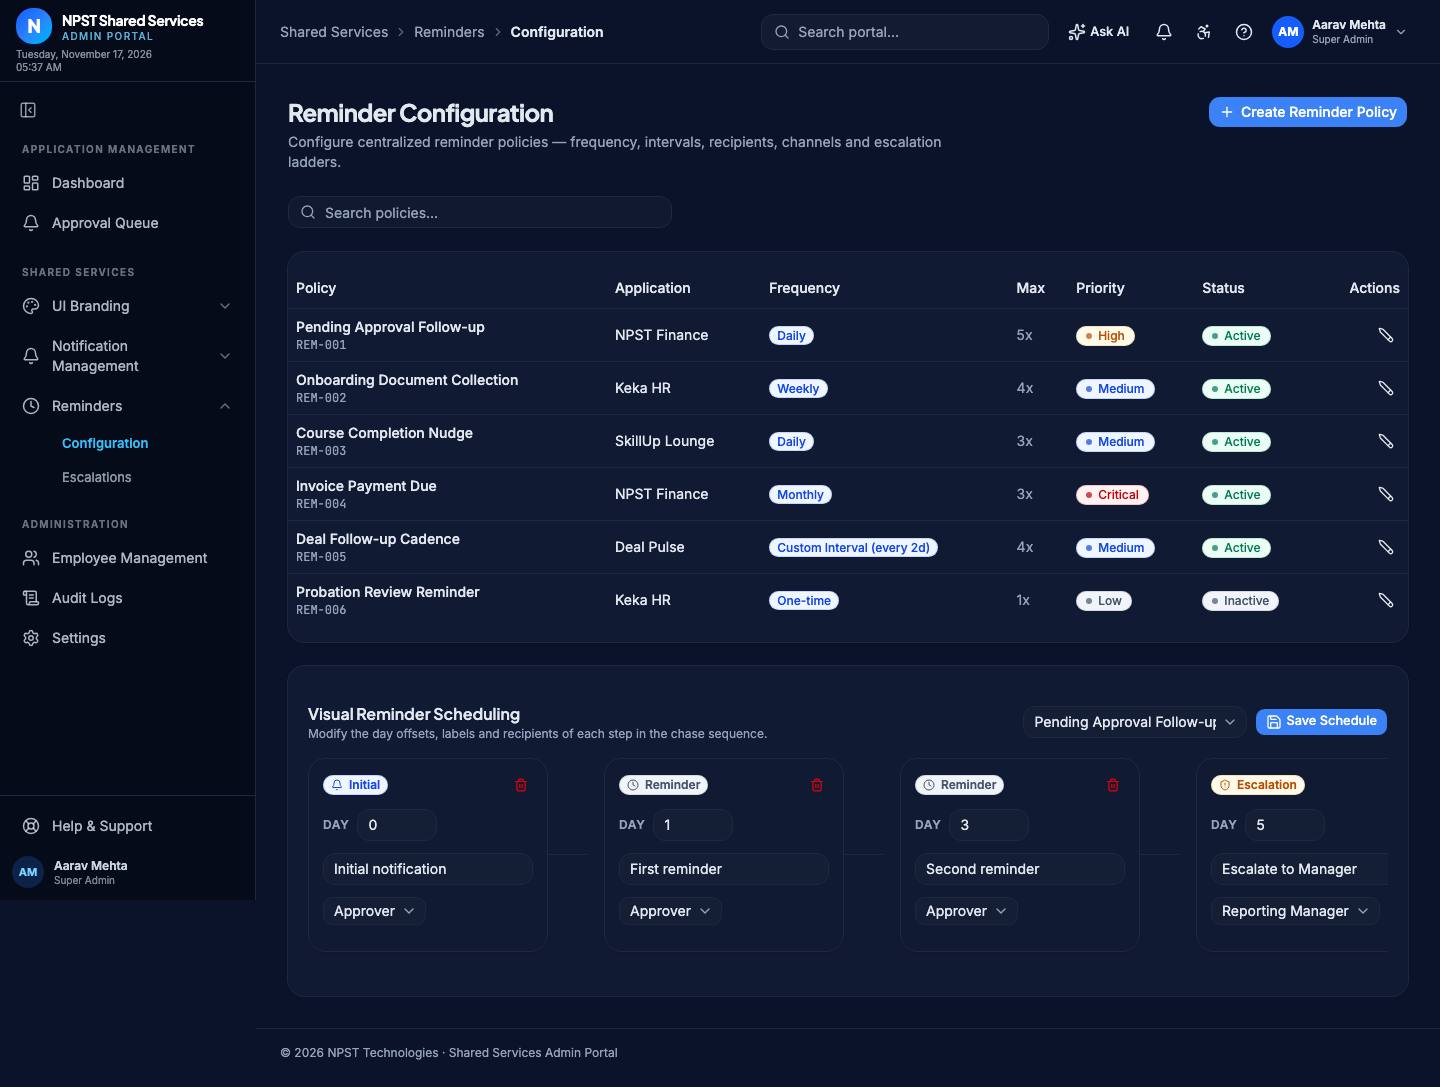 N
NPST Shared Services
ADMIN PORTAL
Tuesday, November 17, 2026
05:37 AM
Shared Services > Reminders > Configuration
Search portal...
Ask AI
AM
Aarav Mehta
Super Admin
APPLICATION MANAGEMENT
Dashboard
Approval Queue
SHARED SERVICES
UI Branding
Notification
Management
Reminders
Configuration
Escalations
ADMINISTRATION
Employee Management
Audit Logs
Settings
Help & Support
AM
Aarav Mehta
Super Admin
Reminder Configuration
Configure centralized reminder policies — frequency, intervals, recipients, channels and escalation
ladders.
Create Reminder Policy
Search policies...
Policy Application Frequency Max Priority Status Actions
Pending Approval Follow-up
REM-001
NPST Finance Daily 5x High Active
Onboarding Document Collection
REM-002
Keka HR Weekly 4x Medium Active
Course Completion Nudge
REM-003
SkillUp Lounge Daily 3x Medium Active
Invoice Payment Due
REM-004
NPST Finance Monthly 3x Critical Active
Deal Follow-up Cadence
REM-005
Deal Pulse Custom Interval (every 2d) 4x Medium Active
Probation Review Reminder
REM-006
Keka HR One-time 1x Low Inactive
Visual Reminder Scheduling
Modify the day offsets, labels and recipients of each step in the chase sequence.
Pending Approval Follow-up
Save Schedule
Initial
DAY 0
Initial notification
Approver
Reminder
DAY 1
First reminder
Approver
Reminder
DAY 3
Second reminder
Approver
Escalation
DAY 5
Escalate to Manager
Reporting Manager
© 2026 NPST Technologies · Shared Services Admin Portal